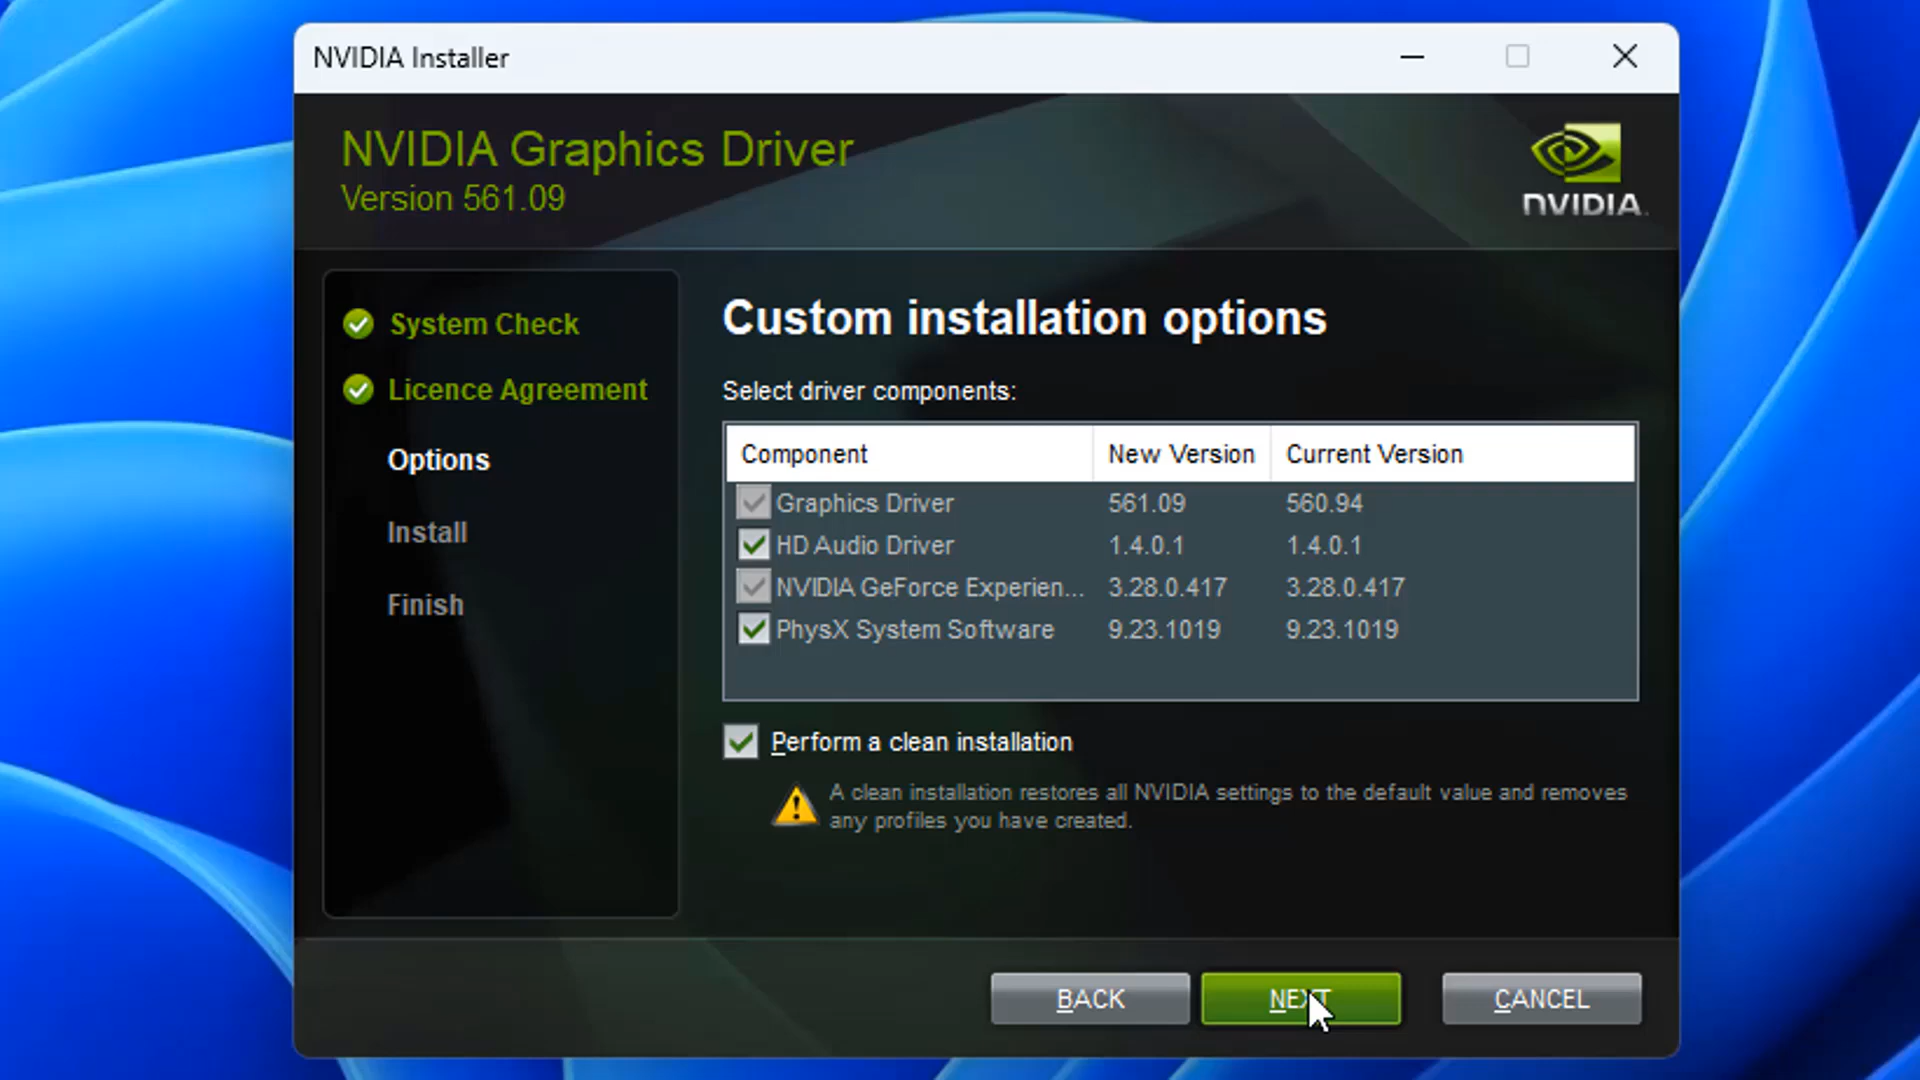 NVIDIA Installer
NVIDIA Graphics Driver
Version 561.09
NVIDIA
System Check
Licence Agreement
Options
Install
Finish
Custom installation options
Select driver components:
Component New Version Current Version
Graphics Driver 561.09 560.94
HD Audio Driver 1.4.0.1 1.4.0.1
NVIDIA GeForce Experien... 3.28.0.417 3.28.0.417
PhysX System Software 9.23.1019 9.23.1019
Perform a clean installation
A clean installation restores all NVIDIA settings to the default value and removes
any profiles you have created.
BACK NEXT CANCEL